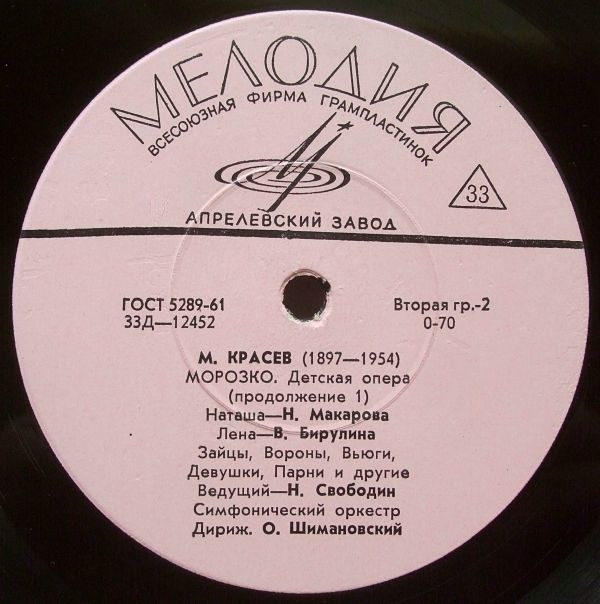 МЕЛОДИЯ
ВСЕСОЮЗНАЯ ФИРМА ГРАМПЛАСТИНОК
33
АПРЕЛЕВСКИЙ ЗАВОД
ГОСТ 5289-61 Вторая гр.-2
33Д—12452 0-70
М. КРАСЕВ (1897—1954)
МОРОЗКО. Детская опера
(продолжение 1)
Наташа—Н. Макарова
Лена—В. Бирулина
Зайцы, Вороны, Вьюги,
Девушки, Парни и другие
Ведущий—Н. Свободин
Симфонический оркестр
Дириж. О. Шимановский